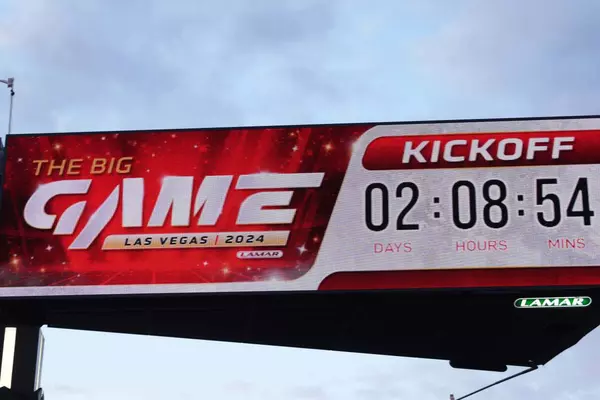 THE BIG
GAME
LAS VEGAS | 2024
LAMAR
KICKOFF
02:08:54
DAYS HOURS MINS
LAMAR